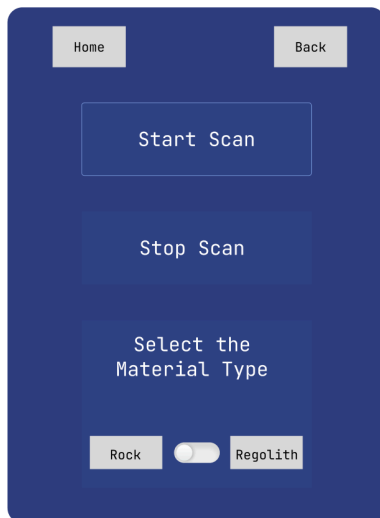 Home
Back
Start Scan
Stop Scan
Select the
Material Type
Rock
Regolith